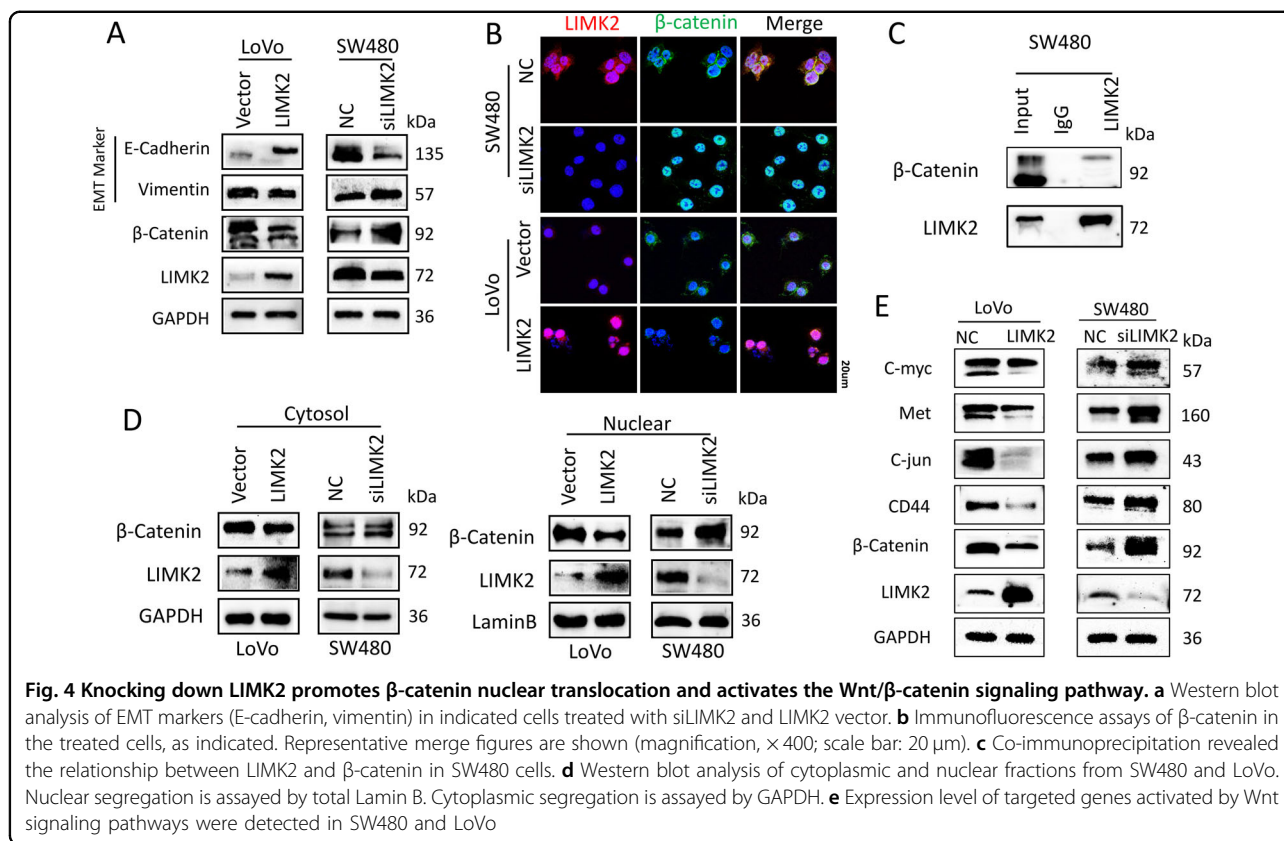 A
LoVo SW480
Vector LIMK2 NC siLIMK2 kDa
EMT Marker
E-Cadherin 135
Vimentin 57
β-Catenin 92
LIMK2 72
GAPDH 36
B
LIMK2 β-catenin Merge
SW480
NC
siLIMK2
LoVo
Vector
LIMK2
20um
C
SW480
Input IgG LIMK2 kDa
β-Catenin 92
LIMK2 72
D
Cytosol
Vector LIMK2 NC siLIMK2 kDa
β-Catenin 92
LIMK2 72
GAPDH 36
LoVo SW480
Nuclear
Vector LIMK2 NC siLIMK2 kDa
β-Catenin 92
LIMK2 72
LaminB 36
LoVo SW480
E
LoVo SW480
NC LIMK2 NC siLIMK2 kDa
C-myc 57
Met 160
C-jun 43
CD44 80
β-Catenin 92
LIMK2 72
GAPDH 36
Fig. 4 Knocking down LIMK2 promotes β-catenin nuclear translocation and activates the Wnt/β-catenin signaling pathway. a Western blot
analysis of EMT markers (E-cadherin, vimentin) in indicated cells treated with siLIMK2 and LIMK2 vector. b Immunofluorescence assays of β-catenin in
the treated cells, as indicated. Representative merge figures are shown (magnification, ×400; scale bar: 20 μm). c Co-immunoprecipitation revealed
the relationship between LIMK2 and β-catenin in SW480 cells. d Western blot analysis of cytoplasmic and nuclear fractions from SW480 and LoVo.
Nuclear segregation is assayed by total Lamin B. Cytoplasmic segregation is assayed by GAPDH. e Expression level of targeted genes activated by Wnt
signaling pathways were detected in SW480 and LoVo